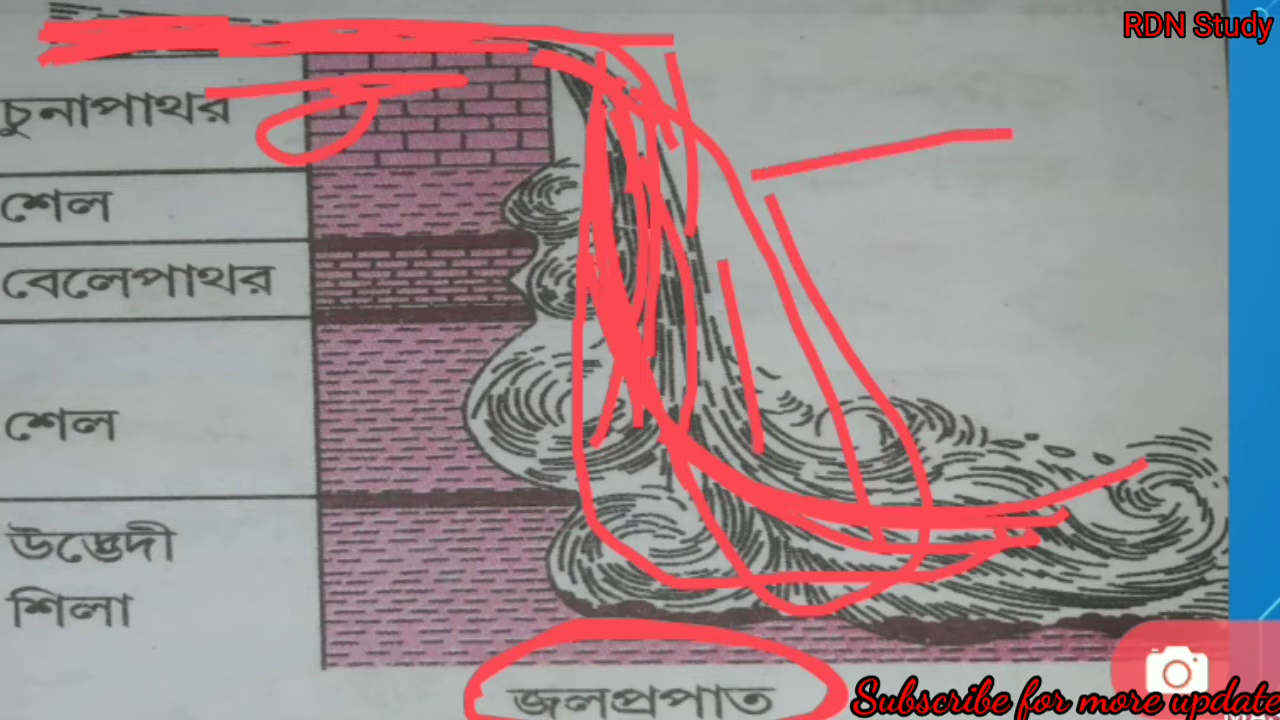 RDN Study
চুনাপাথর
শেল
বেলেপাথর
শেল
উদ্ভেদী
শিলা
জলপ্রপাত
Subscribe for more update